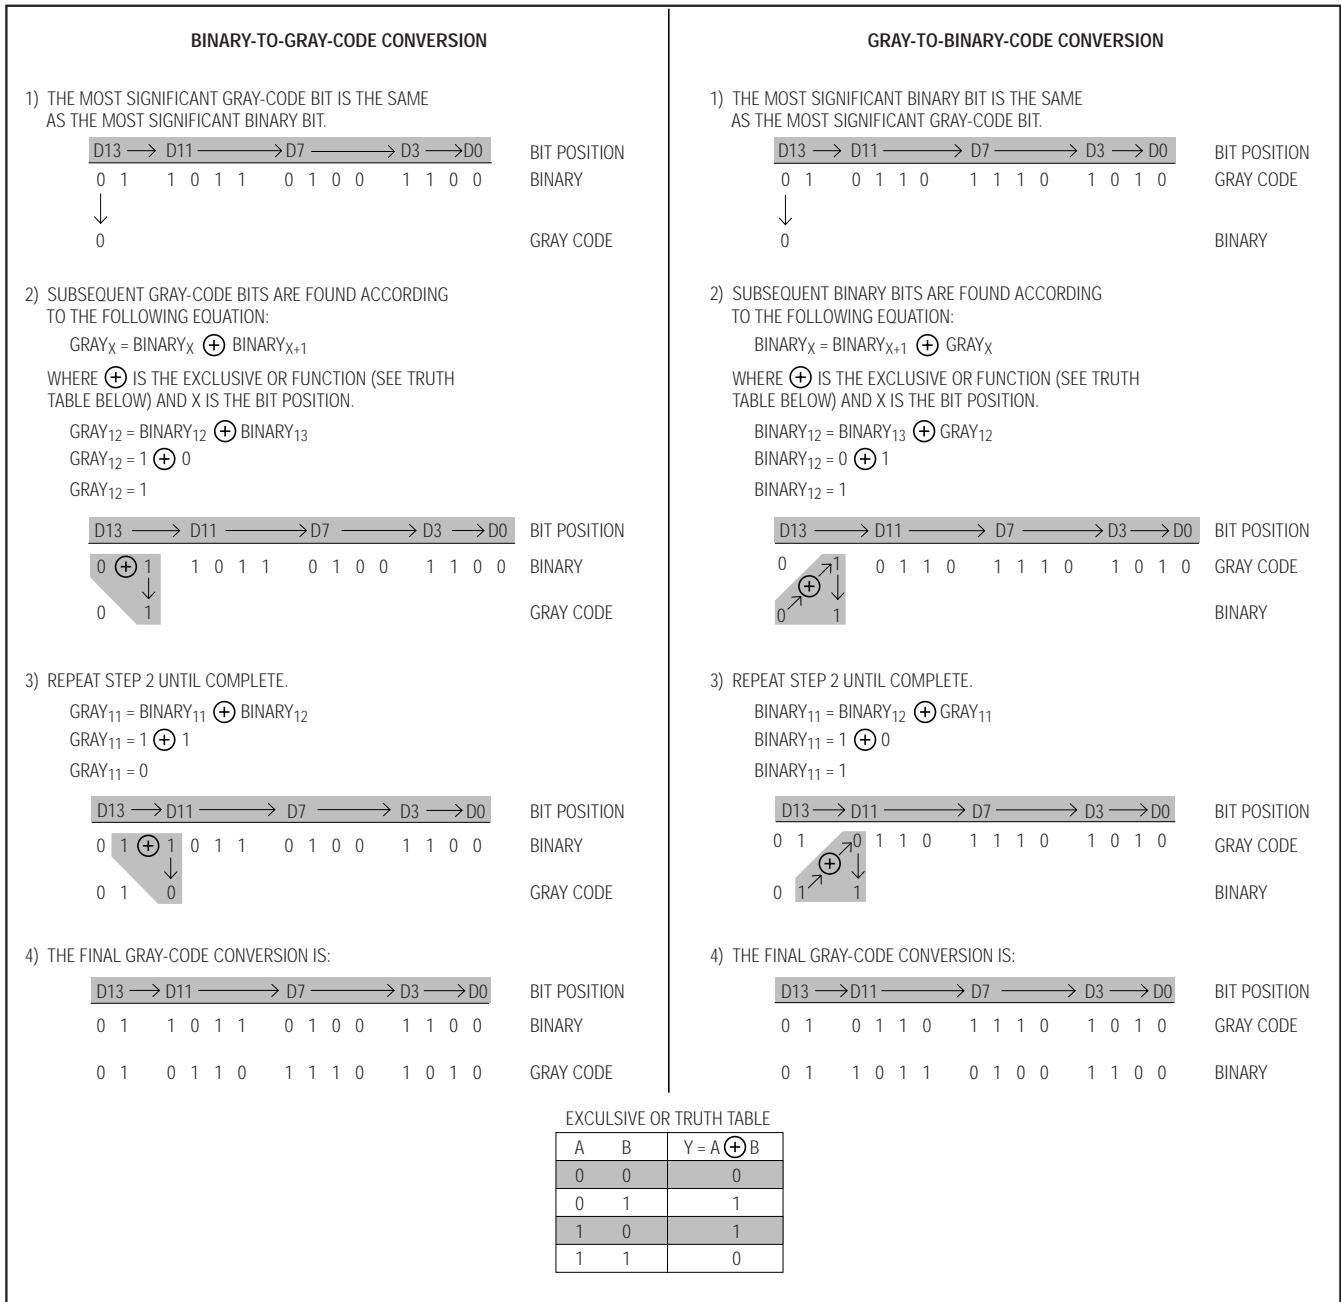 BINARY-TO-GRAY-CODE CONVERSION
1) THE MOST SIGNIFICANT GRAY-CODE BIT IS THE SAME
AS THE MOST SIGNIFICANT BINARY BIT.
D13 → D11 → D7 → D3 → D0 BIT POSITION
0 1 1 0 1 1 0 1 0 0 1 1 0 0 BINARY
↓
0 GRAY CODE
2) SUBSEQUENT GRAY-CODE BITS ARE FOUND ACCORDING
TO THE FOLLOWING EQUATION:
GRAYX = BINARYX ⊕ BINARYX+1
WHERE ⊕ IS THE EXCLUSIVE OR FUNCTION (SEE TRUTH
TABLE BELOW) AND X IS THE BIT POSITION.
GRAY12 = BINARY12 ⊕ BINARY13
GRAY12 = 1 ⊕ 0
GRAY12 = 1
D13 → D11 → D7 → D3 → D0 BIT POSITION
0 ⊕ 1 1 0 1 1 0 1 0 0 1 1 0 0 BINARY
0 1 GRAY CODE
3) REPEAT STEP 2 UNTIL COMPLETE.
GRAY11 = BINARY11 ⊕ BINARY12
GRAY11 = 1 ⊕ 1
GRAY11 = 0
D13 → D11 → D7 → D3 → D0 BIT POSITION
0 1 ⊕ 1 0 1 1 0 1 0 0 1 1 0 0 BINARY
0 1 0 GRAY CODE
4) THE FINAL GRAY-CODE CONVERSION IS:
D13 → D11 → D7 → D3 → D0 BIT POSITION
0 1 1 0 1 1 0 1 0 0 1 1 0 0 BINARY
0 1 0 1 1 0 1 1 1 0 1 0 1 0 GRAY CODE
GRAY-TO-BINARY-CODE CONVERSION
1) THE MOST SIGNIFICANT BINARY BIT IS THE SAME
AS THE MOST SIGNIFICANT GRAY-CODE BIT.
D13 → D11 → D7 → D3 → D0 BIT POSITION
0 1 0 1 1 0 1 1 1 0 1 0 1 0 GRAY CODE
↓
0 BINARY
2) SUBSEQUENT BINARY BITS ARE FOUND ACCORDING
TO THE FOLLOWING EQUATION:
BINARYX = BINARYX+1 ⊕ GRAYX
WHERE ⊕ IS THE EXCLUSIVE OR FUNCTION (SEE TRUTH
TABLE BELOW) AND X IS THE BIT POSITION.
BINARY12 = BINARY13 ⊕ GRAY12
BINARY12 = 0 ⊕ 1
BINARY12 = 1
D13 → D11 → D7 → D3 → D0 BIT POSITION
0 1 0 1 1 0 1 1 1 0 1 0 1 0 GRAY CODE
⊕
0 1 BINARY
3) REPEAT STEP 2 UNTIL COMPLETE.
BINARY11 = BINARY12 ⊕ GRAY11
BINARY11 = 1 ⊕ 0
BINARY11 = 1
D13 → D11 → D7 → D3 → D0 BIT POSITION
0 1 0 1 1 0 1 1 1 0 1 0 1 0 GRAY CODE
⊕
0 1 1 BINARY
4) THE FINAL GRAY-CODE CONVERSION IS:
D13 → D11 → D7 → D3 → D0 BIT POSITION
0 1 0 1 1 0 1 1 1 0 1 0 1 0 GRAY CODE
0 1 1 0 1 1 0 1 0 0 1 1 0 0 BINARY
EXCULSIVE OR TRUTH TABLE
A B Y = A ⊕ B
0 0 0
0 1 1
1 0 1
1 1 0